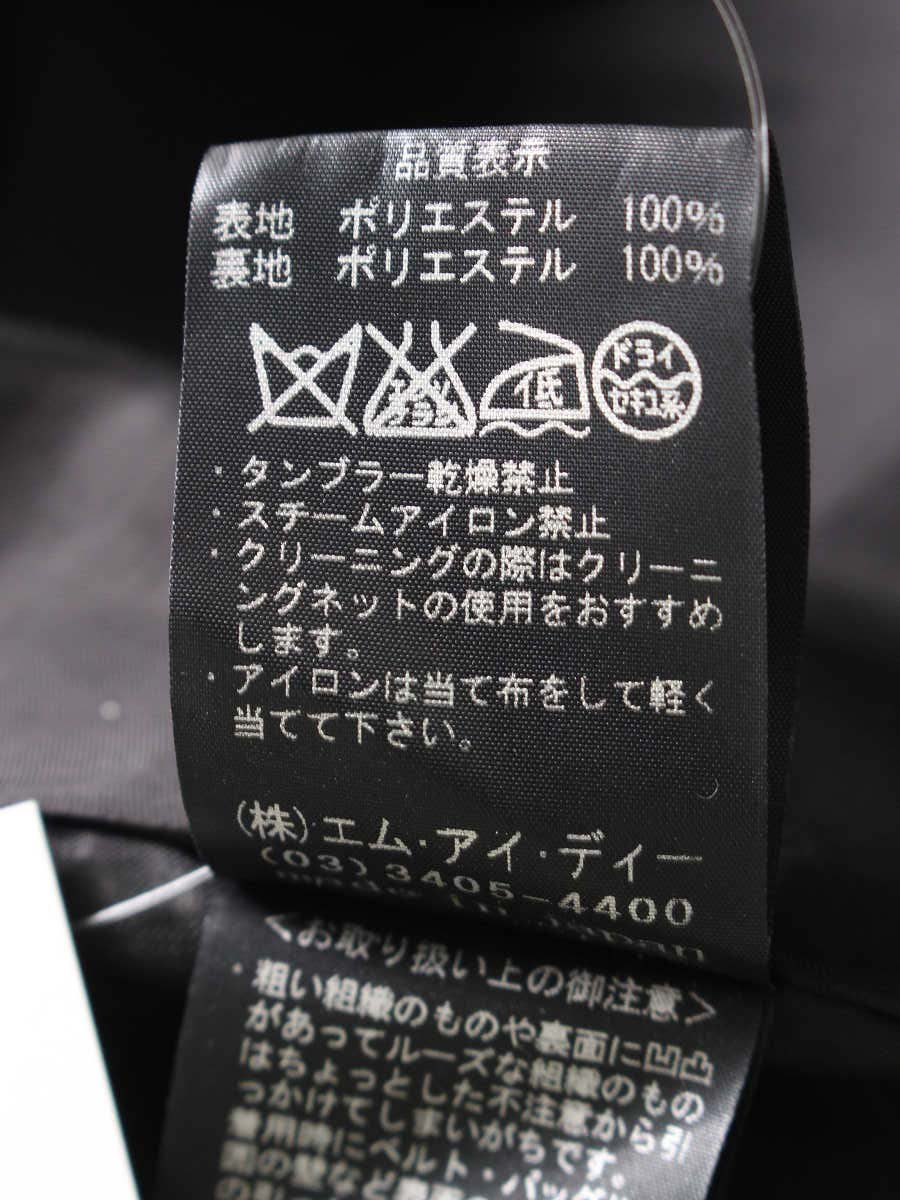 品質表示
表地 ポリエステル 100%
裏地 ポリエステル 100%
低
ドライ
セキユ系
・タンブラー乾燥禁止
・スチームアイロン禁止
・クリーニングの際はクリーニ
ングネットの使用をおすすめ
します。
・アイロンは当て布をして軽く
当てて下さい。
(株)エム・アイ・ディー
(03)3405-4400
made in Japan
<お取り扱い上の御注意>
・粗い組織のものや裏面に凹凸
があってルーズな組織のもの
はちょっとした不注意から引
っかけてしまいがちです。
着用時にベルト・バッグ